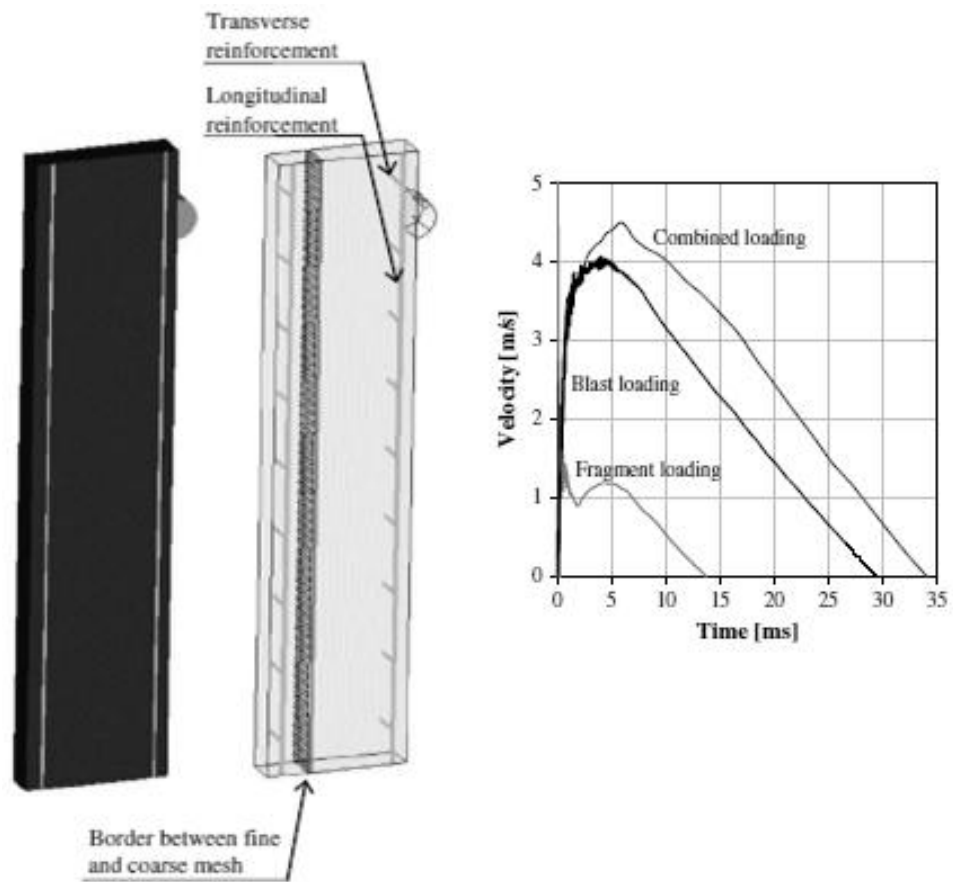 Transverse
reinforcement
Longitudinal
reinforcement
Border between fine
and coarse mesh
5
4
3
2
1
0
Velocity [m/s]
Combined loading
Blast loading
Fragment loading
0 5 10 15 20 25 30 35
Time [ms]